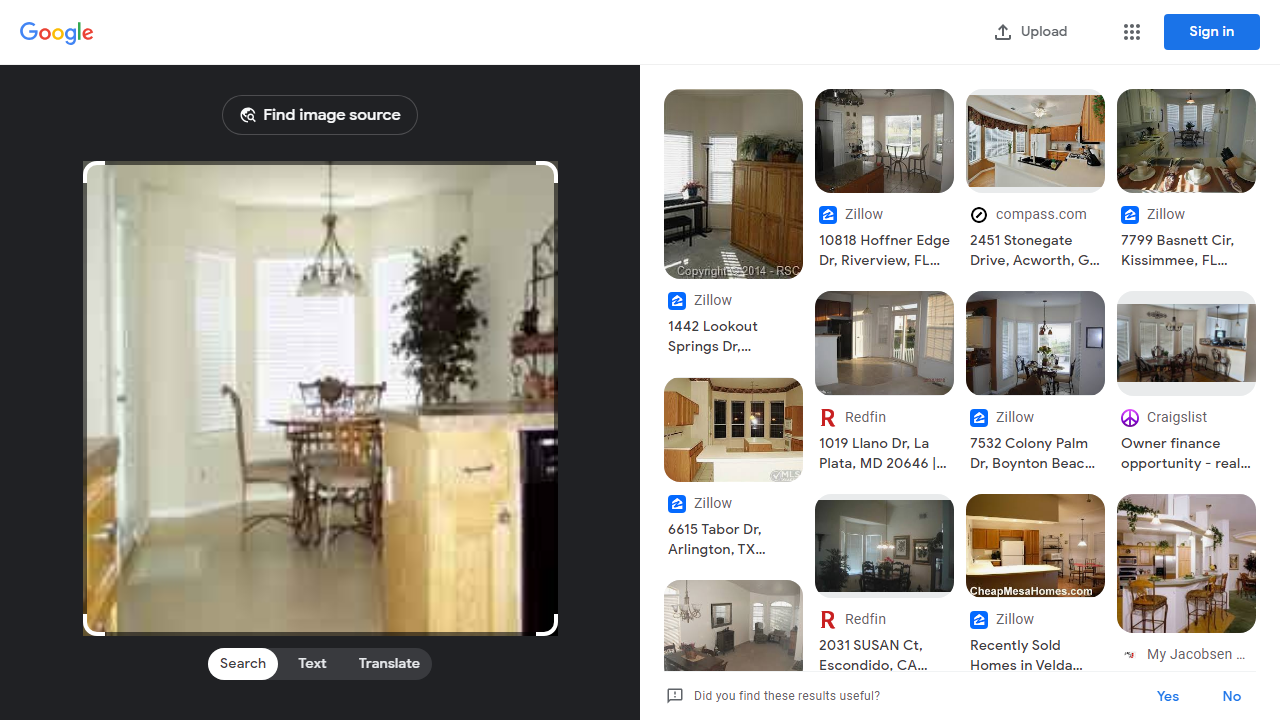 Google
Upload
Sign in
Find image source
Search
Text
Translate
Copyright © 2014 - RSC
Zillow
1442 Lookout
Springs Dr,...
MLS
Zillow
6615 Tabor Dr,
Arlington, TX...
Zillow
10818 Hoffner Edge
Dr, Riverview, FL...
Redfin
1019 Llano Dr, La
Plata, MD 20646 |...
Redfin
2031 SUSAN Ct,
Escondido, CA...
compass.com
2451 Stonegate
Drive, Acworth, G...
Zillow
7532 Colony Palm
Dr, Boynton Beac...
CheapMesaHomes.com
Zillow
Recently Sold
Homes in Velda...
Zillow
7799 Basnett Cir,
Kissimmee, FL...
Craigslist
Owner finance
opportunity - real...
My Jacobsen ...
Did you find these results useful?
Yes
No